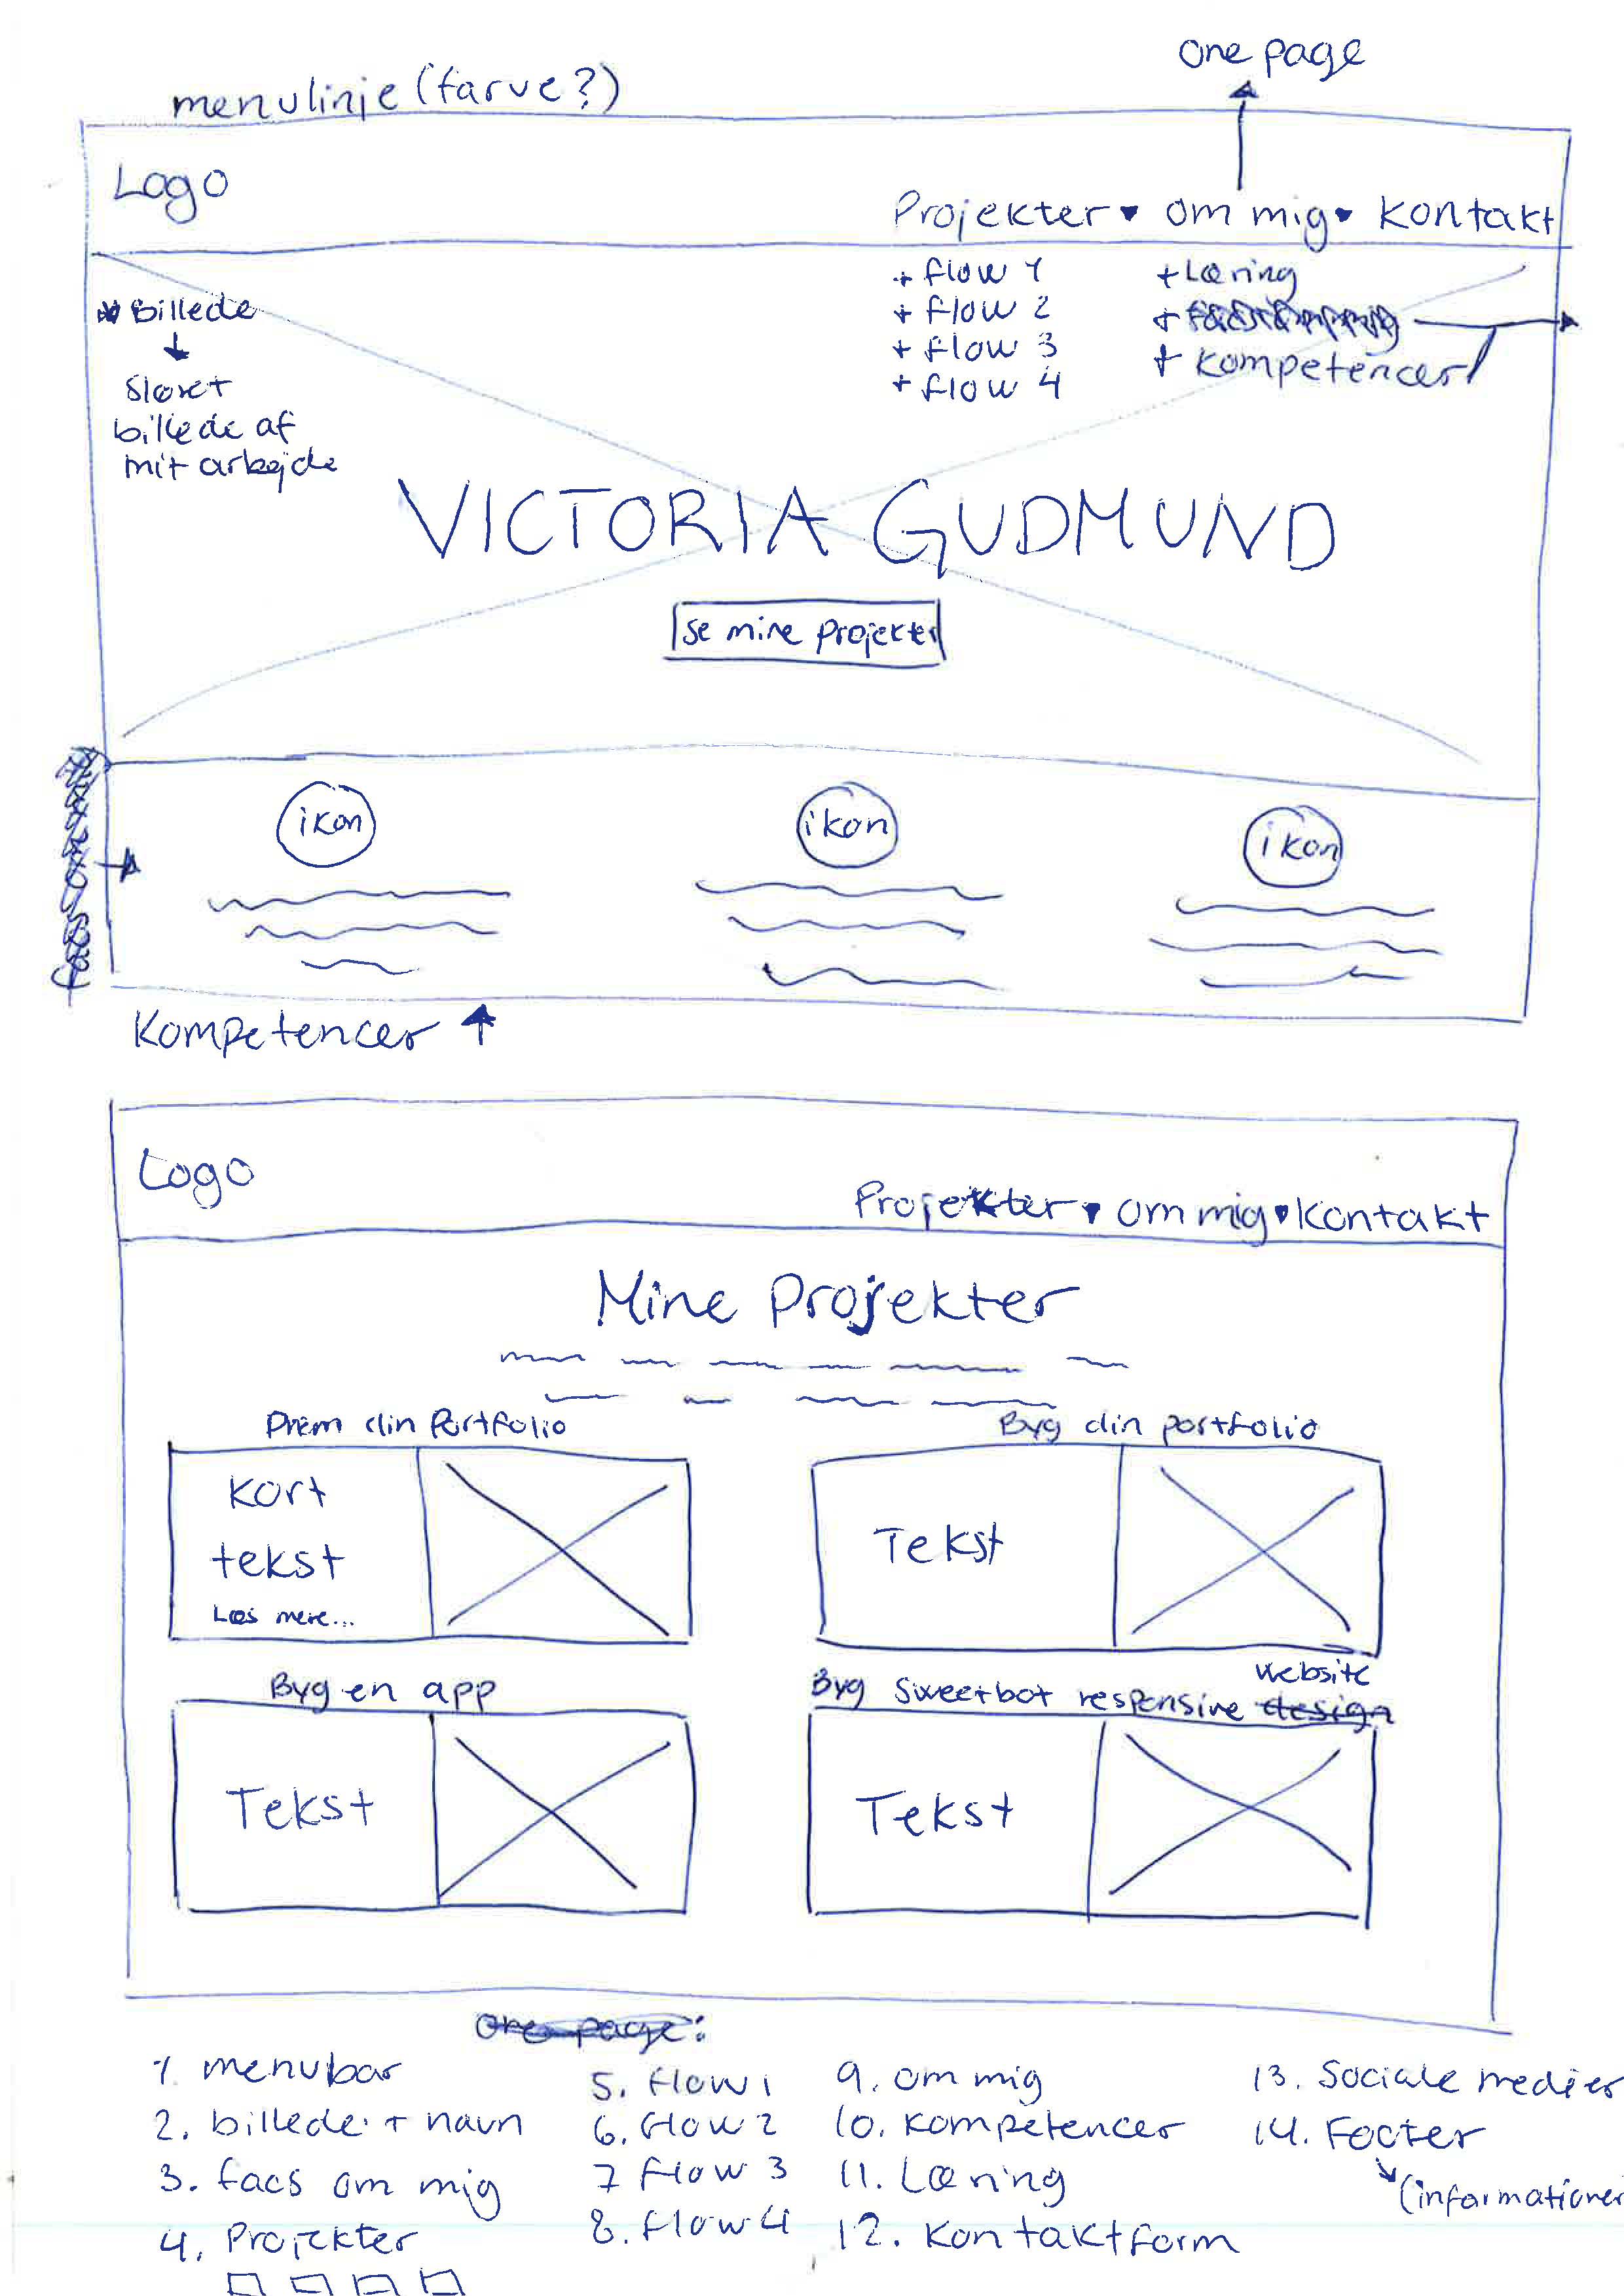 one page
menulinje (farve?)
Logo
Projekter ▾ om mig ▾ kontakt
+ flow 1
+ flow 2
+ flow 3
+ flow 4
+ Læring
+ kompetencer
Billede
sløret
billede af
mit arbejde
VICTORIA GUDMUND
Se mine projekter
ikon
ikon
ikon
Kompetencer
Logo
Projekter ▾ om mig ▾ kontakt
Mine Projekter
Drøm din Portfolio
Kort
tekst
Læs mere...
Byg din portfolio
Tekst
Byg en app
Tekst
Byg Sweetbot responsive design website
Tekst
one page:
1. menubar
2. billede + navn
3. facs om mig
4. Projekter
5. flow 1
6. flow 2
7 flow 3
8. flow 4
9. om mig
10. kompetencer
11. Læring
12. Kontaktform
13. Sociale medier
14. Footer
(informationer